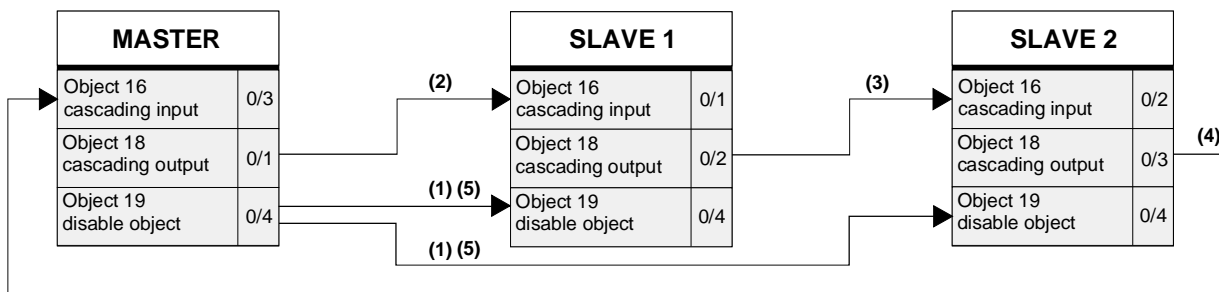 MASTER
Object 16
cascading input
0/3
Object 18
cascading output
0/1
Object 19
disable object
0/4
(2)
(1) (5)
(1) (5)
SLAVE 1
Object 16
cascading input
0/1
Object 18
cascading output
0/2
Object 19
disable object
0/4
(3)
SLAVE 2
Object 16
cascading input
0/2
Object 18
cascading output
0/3
Object 19
disable object
0/4
(4)